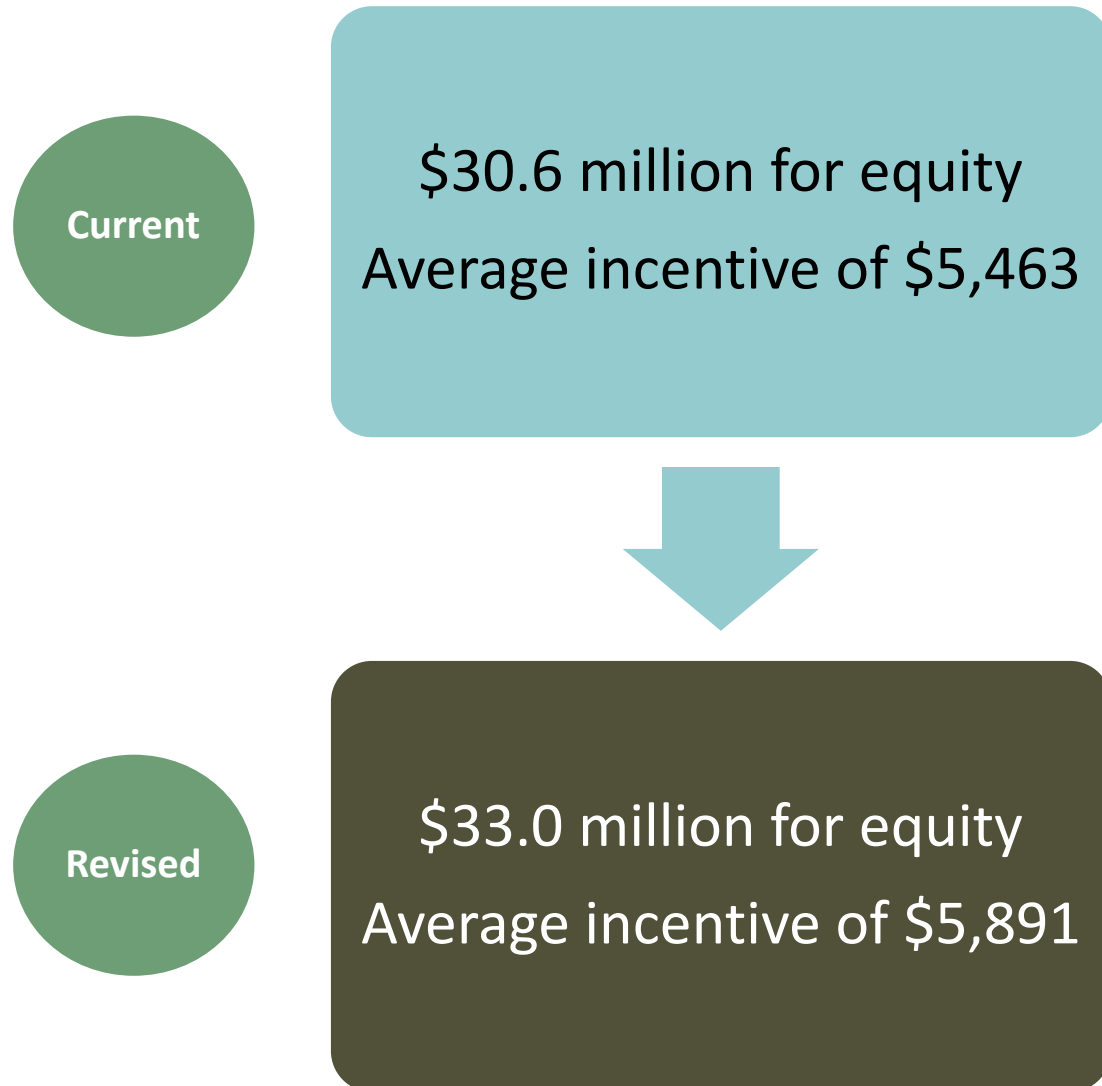 Current
$30.6 million for equity
Average incentive of $5,463
Revised
$33.0 million for equity
Average incentive of $5,891